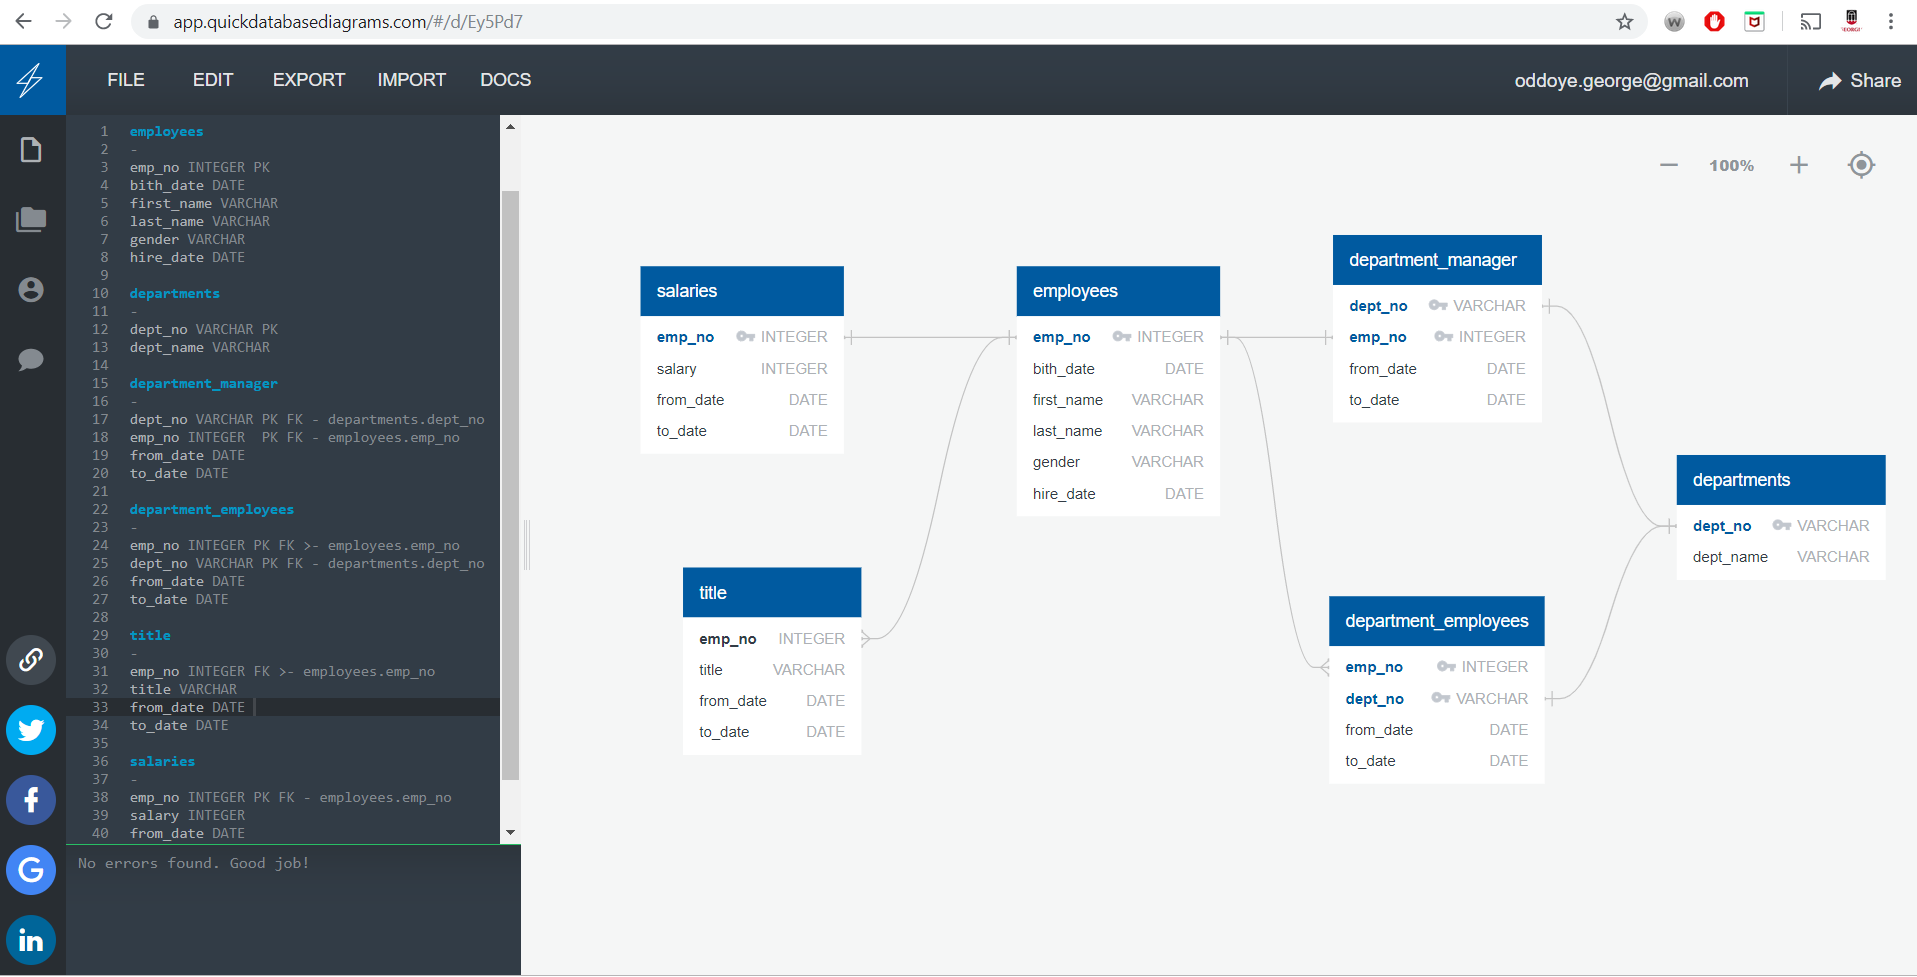 app.quickdatabasediagrams.com/#/d/Ey5Pd7
FILE EDIT EXPORT IMPORT DOCS
oddoye.george@gmail.com Share
1 employees
2 -
3 emp_no INTEGER PK
4 bith_date DATE
5 first_name VARCHAR
6 last_name VARCHAR
7 gender VARCHAR
8 hire_date DATE
9
10 departments
11 -
12 dept_no VARCHAR PK
13 dept_name VARCHAR
14
15 department_manager
16 -
17 dept_no VARCHAR PK FK - departments.dept_no
18 emp_no INTEGER  PK FK - employees.emp_no
19 from_date DATE
20 to_date DATE
21
22 department_employees
23 -
24 emp_no INTEGER PK FK >- employees.emp_no
25 dept_no VARCHAR PK FK - departments.dept_no
26 from_date DATE
27 to_date DATE
28
29 title
30 -
31 emp_no INTEGER FK >- employees.emp_no
32 title VARCHAR
33 from_date DATE
34 to_date DATE
35
36 salaries
37 -
38 emp_no INTEGER PK FK - employees.emp_no
39 salary INTEGER
40 from_date DATE
No errors found. Good job!
100%
salaries
emp_no INTEGER
salary INTEGER
from_date DATE
to_date DATE
employees
emp_no INTEGER
bith_date DATE
first_name VARCHAR
last_name VARCHAR
gender VARCHAR
hire_date DATE
department_manager
dept_no VARCHAR
emp_no INTEGER
from_date DATE
to_date DATE
departments
dept_no VARCHAR
dept_name VARCHAR
title
emp_no INTEGER
title VARCHAR
from_date DATE
to_date DATE
department_employees
emp_no INTEGER
dept_no VARCHAR
from_date DATE
to_date DATE